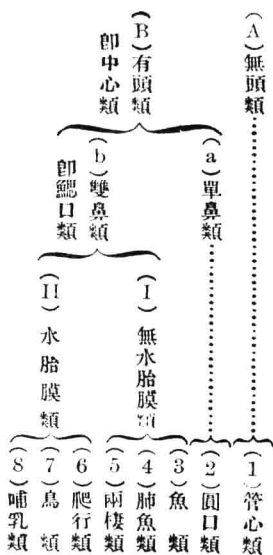 (A)無頭類
(B)有頭類
卽中心類
(a)單鼻類
(b)雙鼻類
卽鰓口類
(I)無水胎膜類
(II)水胎膜類
(1)管心類
(2)圓口類
(3)魚類
(4)肺魚類
(5)兩棲類
(6)爬行類
(7)鳥類
(8)哺乳類